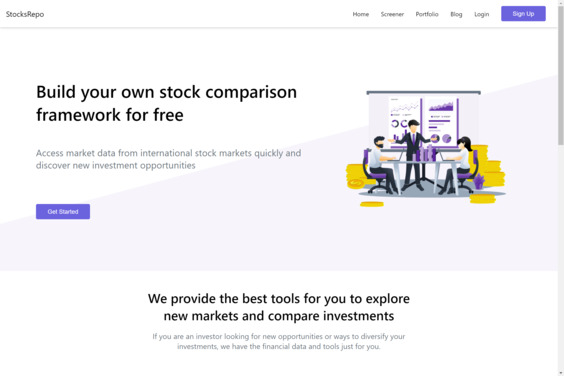 StocksRepo
Home Screener Portfolio Blog Login Sign Up
Build your own stock comparison
framework for free
Access market data from international stock markets quickly and
discover new investment opportunities
Get Started
We provide the best tools for you to explore
new markets and compare investments
If you are an investor looking for new opportunities or ways to diversify your
investments, we have the financial data and tools just for you.